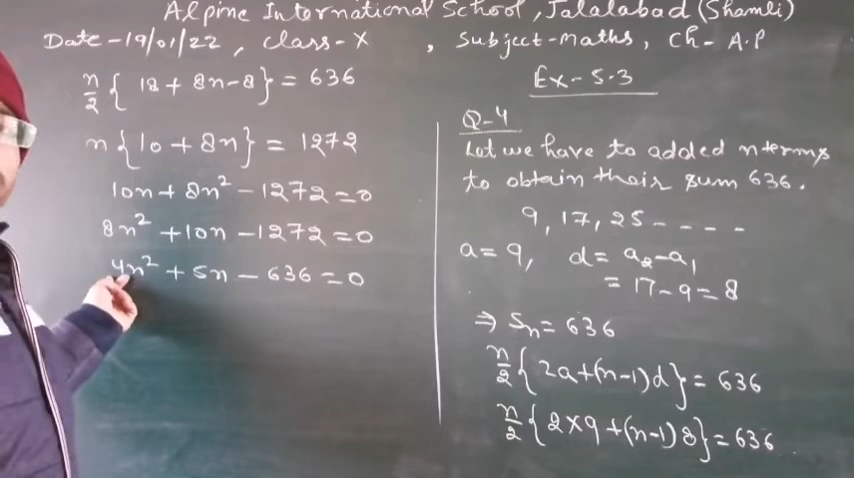 Alpine International School, Jalalabad (Shamli)
Date-19/01/22, Class-X, Subject-Maths, Ch-A.P
Ex-5.3
Q-4
Let we have to added n terms
to obtain their sum 636.
9, 17, 25 - - - -
a = 9, d = a₂-a₁
= 17-9 = 8
⇒ Sn = 636
n/2 {2a+(n-1)d} = 636
n/2 {2×9+(n-1)8} = 636
n/2 {18+8n-8} = 636
n {10+8n} = 1272
10n+8n²-1272=0
8n²+10n-1272=0
4n²+5n-636=0